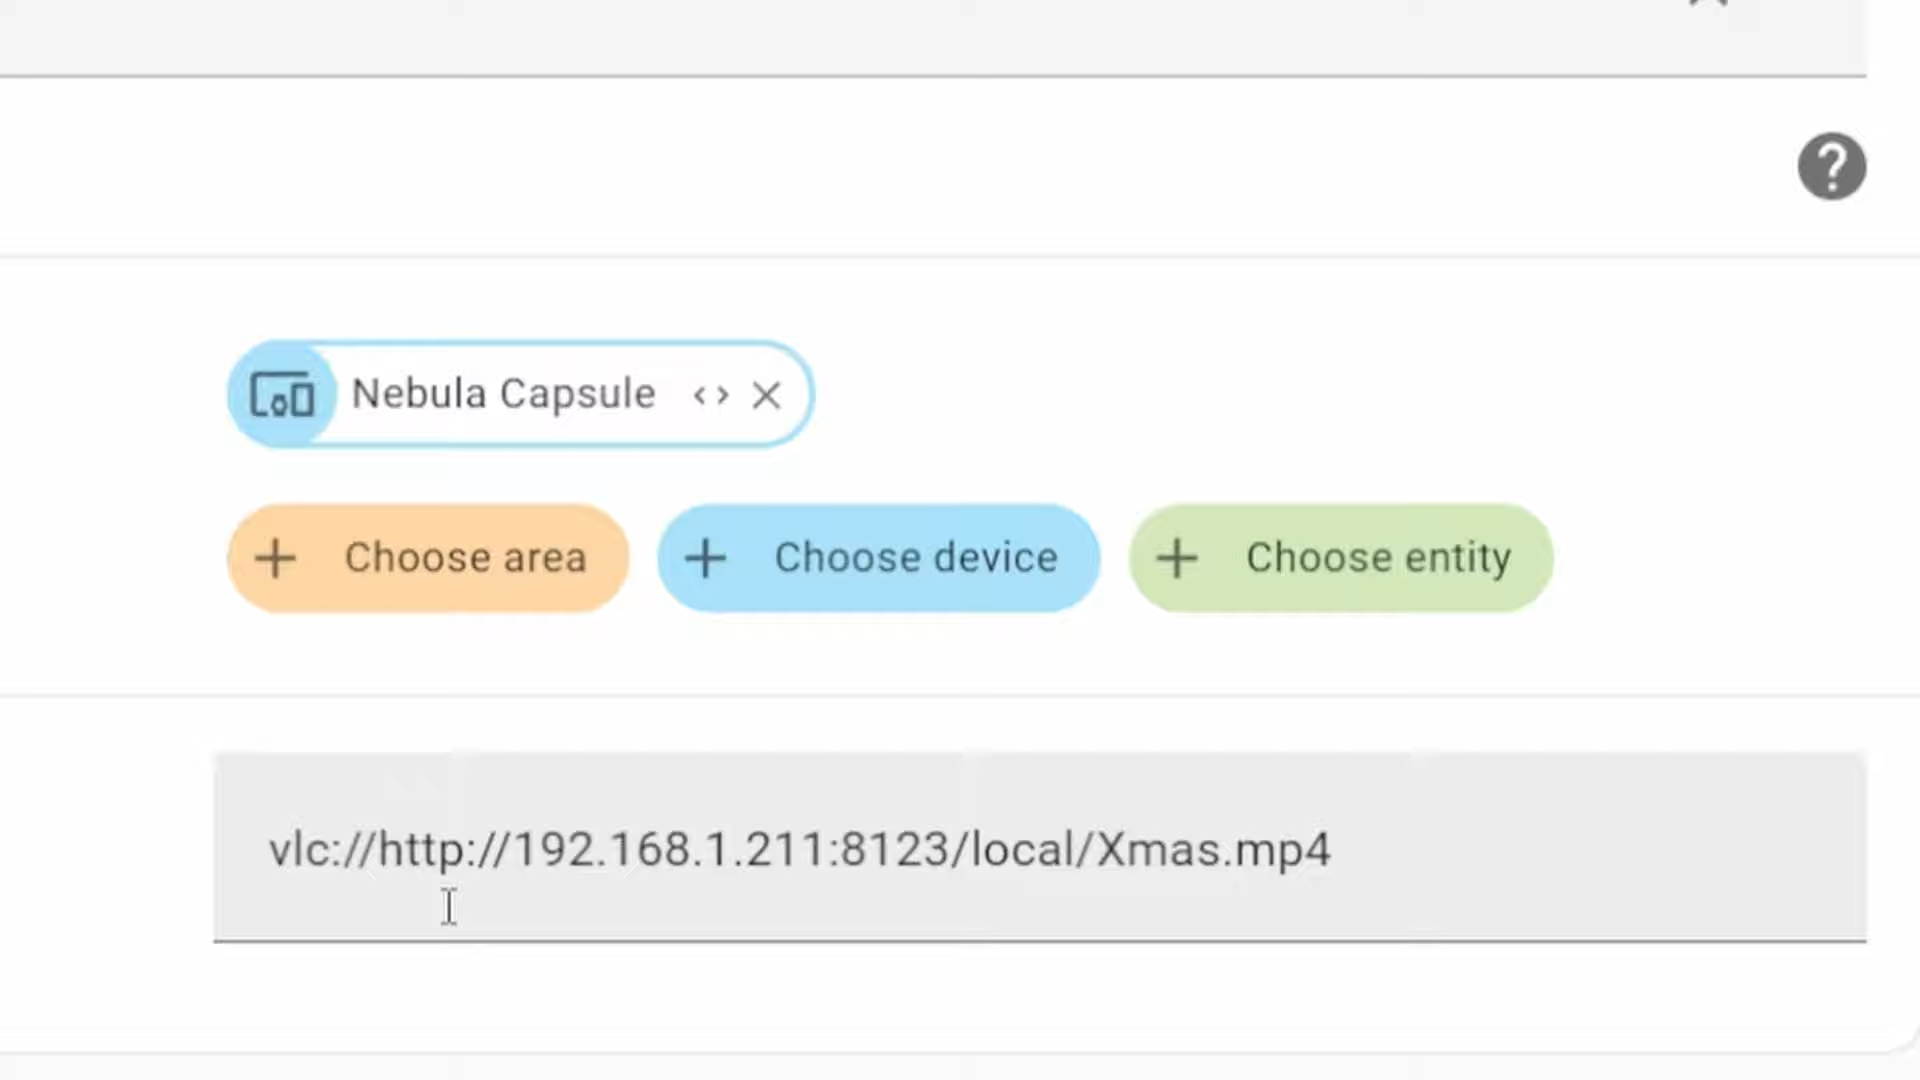 Nebula Capsule
Choose area
Choose device
Choose entity
vlc://http://192.168.1.211:8123/local/Xmas.mp4